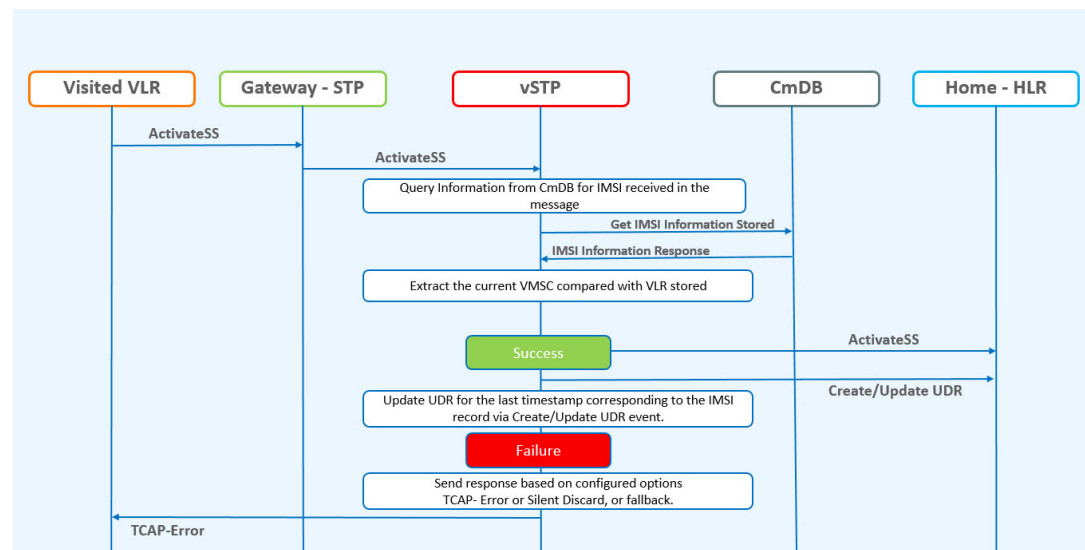 Visited VLR
Gateway - STP
vSTP
CmDB
Home - HLR
ActivateSS
ActivateSS
Query Information from CmDB for IMSI received in the
message
Get IMSI Information Stored
IMSI Information Response
Extract the current VMSC compared with VLR stored
Success
ActivateSS
Create/Update UDR
Update UDR for the last timestamp corresponding to the IMSI
record via Create/Update UDR event.
Failure
Send response based on configured options
TCAP- Error or Silent Discard, or fallback.
TCAP-Error